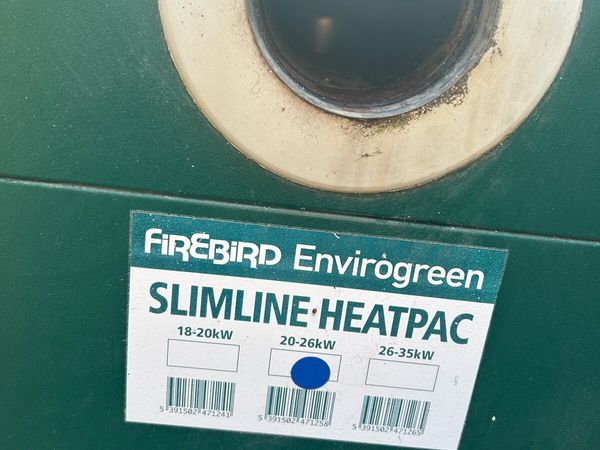 FIREBIRD Envirogreen
SLIMLINE HEATPAC
18-20kW 20-26kW 26-35kW
5 391502 471241 5 391502 471258 5 391502 471265